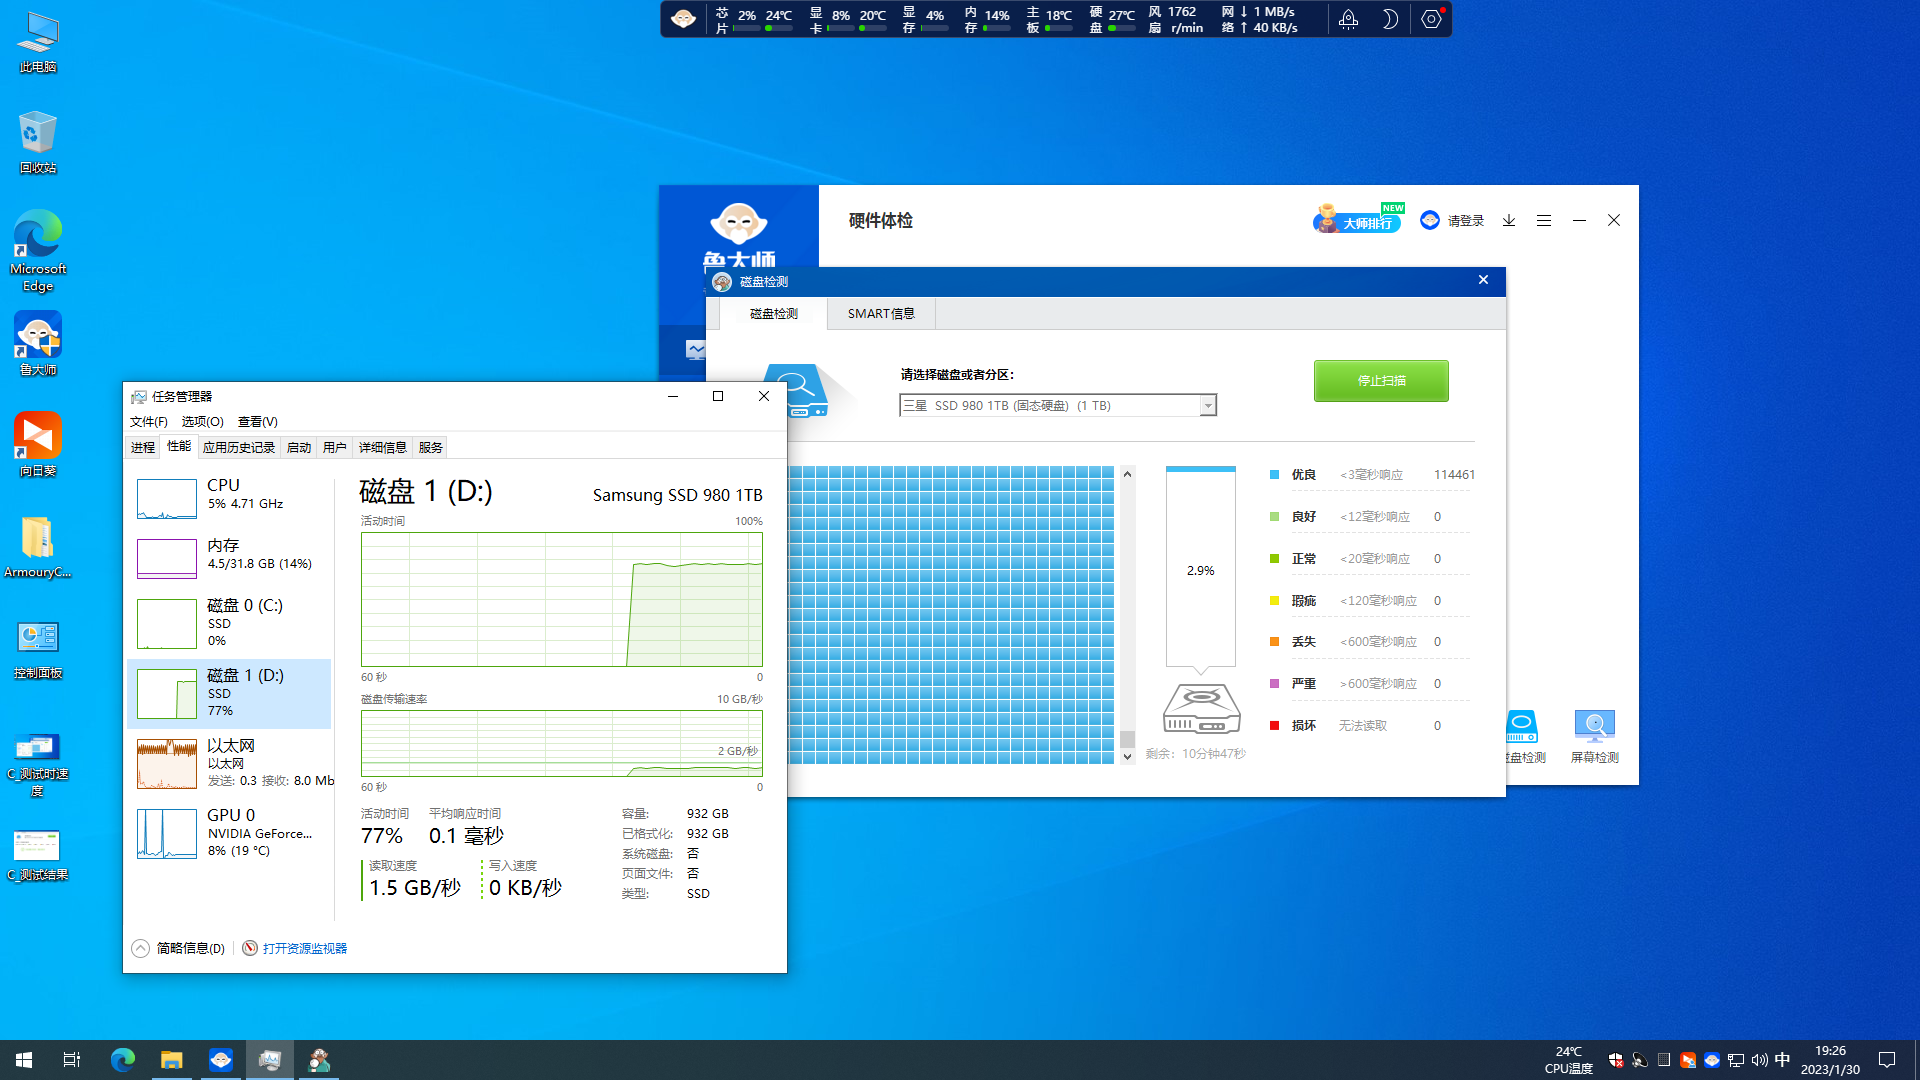 芯片 2% 24℃ 显卡 8% 20℃ 显存 4% 内存 14% 主板 18℃ 硬盘 27℃ 风扇 1762 r/min 网络 ↓ 1 MB/s ↑ 40 KB/s
此电脑
回收站
Microsoft Edge
鲁大师
向日葵
ArmouryC...
控制面板
C_测试时速度
C_测试结果
鲁大师
硬件体检
大师排行
NEW
请登录
磁盘检测
磁盘检测
SMART信息
请选择磁盘或者分区：
三星 SSD 980 1TB (固态硬盘) (1 TB)
停止扫描
2.9%
剩余：10分钟47秒
优良 <3毫秒响应 114461
良好 <12毫秒响应 0
正常 <20毫秒响应 0
瑕疵 <120毫秒响应 0
丢失 <600毫秒响应 0
严重 >600毫秒响应 0
损坏 无法读取 0
盘检测
屏幕检测
任务管理器
文件(F) 选项(O) 查看(V)
进程 性能 应用历史记录 启动 用户 详细信息 服务
CPU
5% 4.71 GHz
内存
4.5/31.8 GB (14%)
磁盘 0 (C:)
SSD
0%
磁盘 1 (D:)
SSD
77%
以太网
以太网
发送: 0.3 接收: 8.0 Mb
GPU 0
NVIDIA GeForce...
8% (19 °C)
磁盘 1 (D:)
Samsung SSD 980 1TB
活动时间 100%
60 秒 0
磁盘传输速率 10 GB/秒
2 GB/秒
60 秒 0
活动时间 平均响应时间
77% 0.1 毫秒
读取速度 写入速度
1.5 GB/秒 0 KB/秒
容量: 932 GB
已格式化: 932 GB
系统磁盘: 否
页面文件: 否
类型: SSD
简略信息(D)
打开资源监视器
24℃
CPU温度
中
19:26
2023/1/30